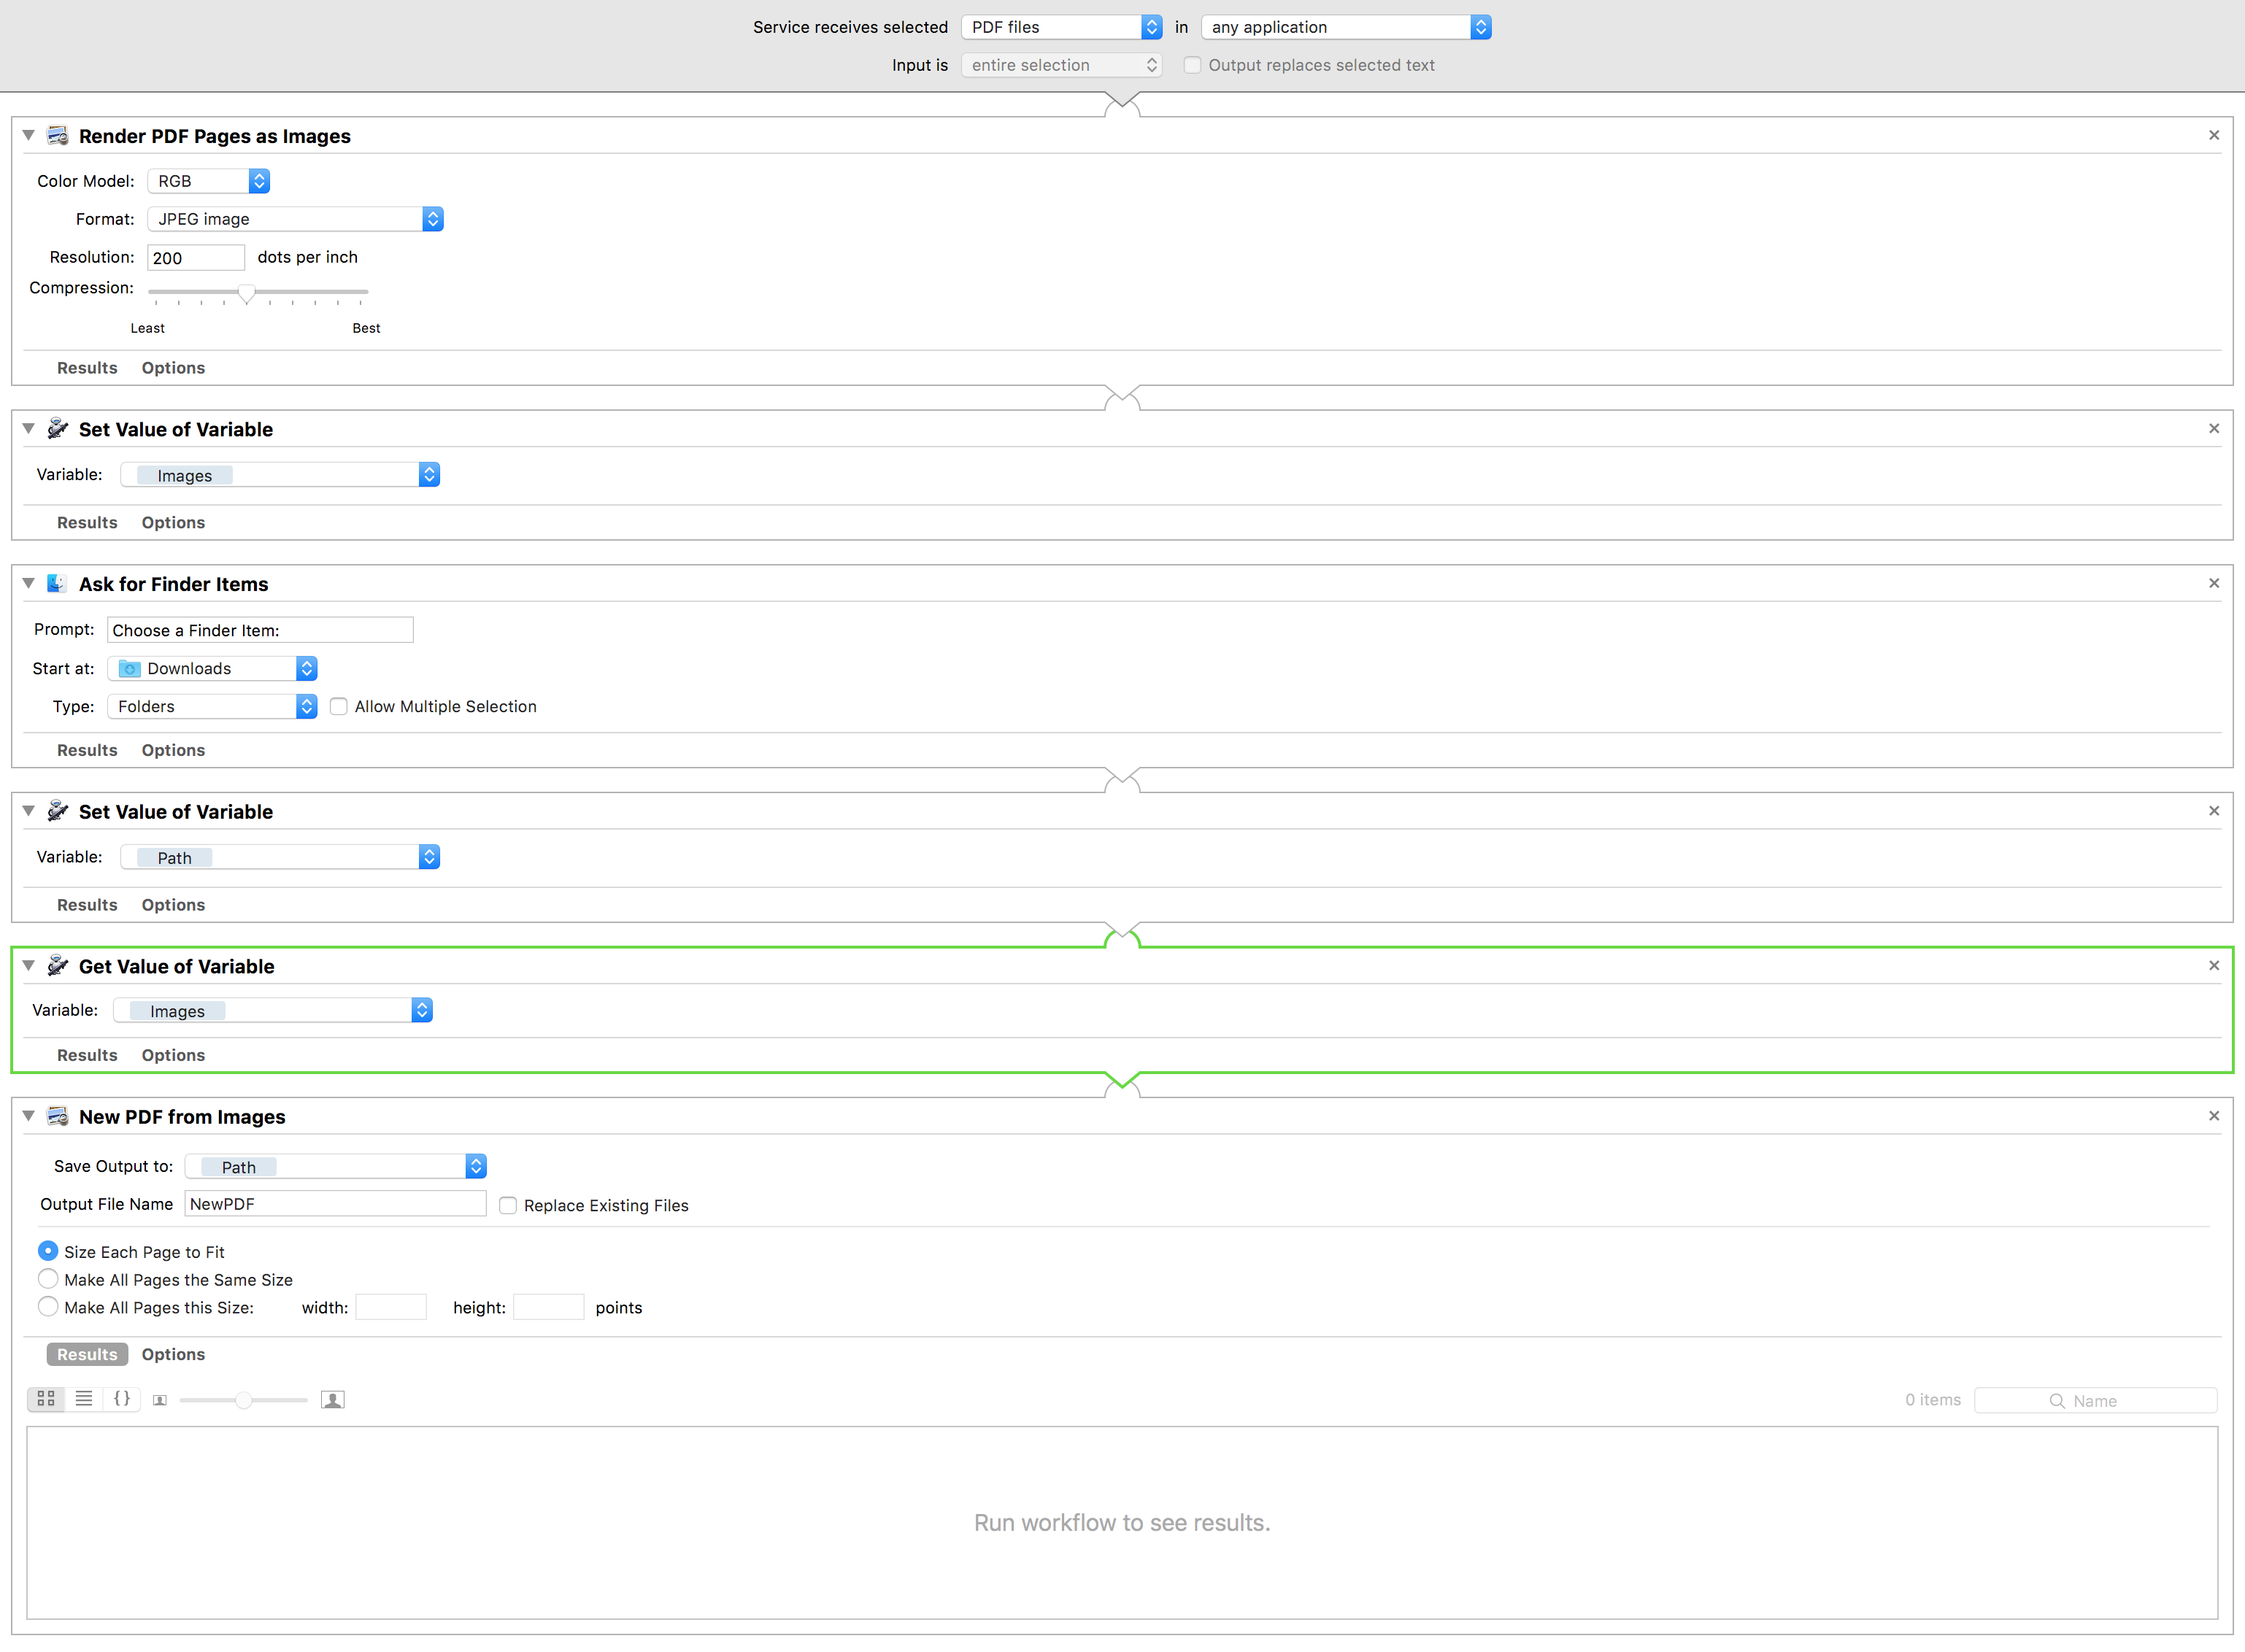 Service receives selected PDF files in any application
Input is entire selection Output replaces selected text
Render PDF Pages as Images
Color Model: RGB
Format: JPEG image
Resolution: 200 dots per inch
Compression:
Least Best
Results Options
Set Value of Variable
Variable: Images
Results Options
Ask for Finder Items
Prompt: Choose a Finder Item:
Start at: Downloads
Type: Folders Allow Multiple Selection
Results Options
Set Value of Variable
Variable: Path
Results Options
Get Value of Variable
Variable: Images
Results Options
New PDF from Images
Save Output to: Path
Output File Name NewPDF Replace Existing Files
Size Each Page to Fit
Make All Pages the Same Size
Make All Pages this Size: width: height: points
Results Options
0 items Name
Run workflow to see results.